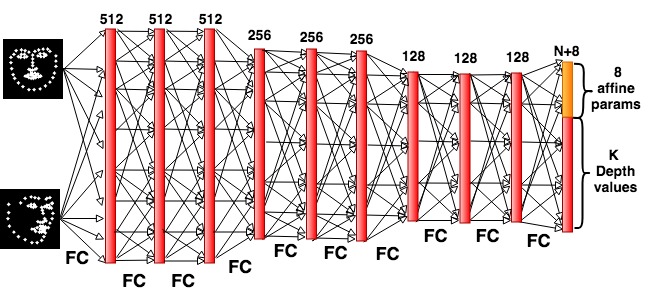 512 512 512
256 256 256
128 128 128
N+8
8
affine
params
K
Depth
values
FC FC FC FC FC FC FC FC FC FC